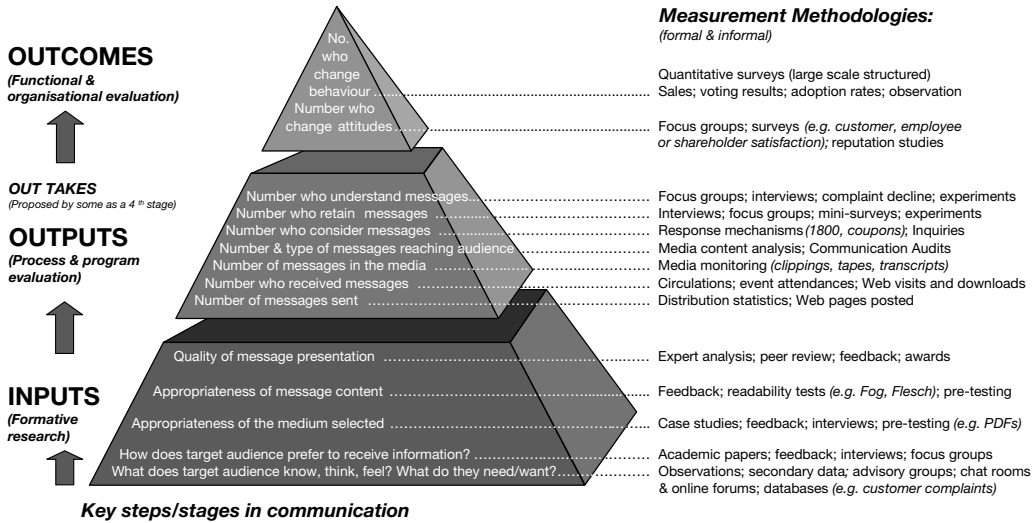 Measurement Methodologies:
(formal & informal)
OUTCOMES
(Functional &
organisational evaluation)
No.
who
change
behaviour
Number who
change attitudes
Quantitative surveys (large scale structured)
Sales; voting results; adoption rates; observation
Focus groups; surveys (e.g. customer, employee
or shareholder satisfaction); reputation studies
OUT TAKES
(Proposed by some as a 4 th stage)
OUTPUTS
(Process & program
evaluation)
Number who understand messages... Focus groups; interviews; complaint decline; experiments
Number who retain messages Interviews; focus groups; mini-surveys; experiments
Number who consider messages Response mechanisms (1800, coupons); Inquiries
Number & type of messages reaching audience Media content analysis; Communication Audits
Number of messages in the media Media monitoring (clippings, tapes, transcripts)
Number who received messages Circulations; event attendances; Web visits and downloads
Number of messages sent Distribution statistics; Web pages posted
INPUTS
(Formative
research)
Quality of message presentation Expert analysis; peer review; feedback; awards
Appropriateness of message content Feedback; readability tests (e.g. Fog, Flesch); pre-testing
Appropriateness of the medium selected Case studies; feedback; interviews; pre-testing (e.g. PDFs)
How does target audience prefer to receive information? Academic papers; feedback; interviews; focus groups
What does target audience know, think, feel? What do they need/want? Observations; secondary data; advisory groups; chat rooms
& online forums; databases (e.g. customer complaints)
Key steps/stages in communication